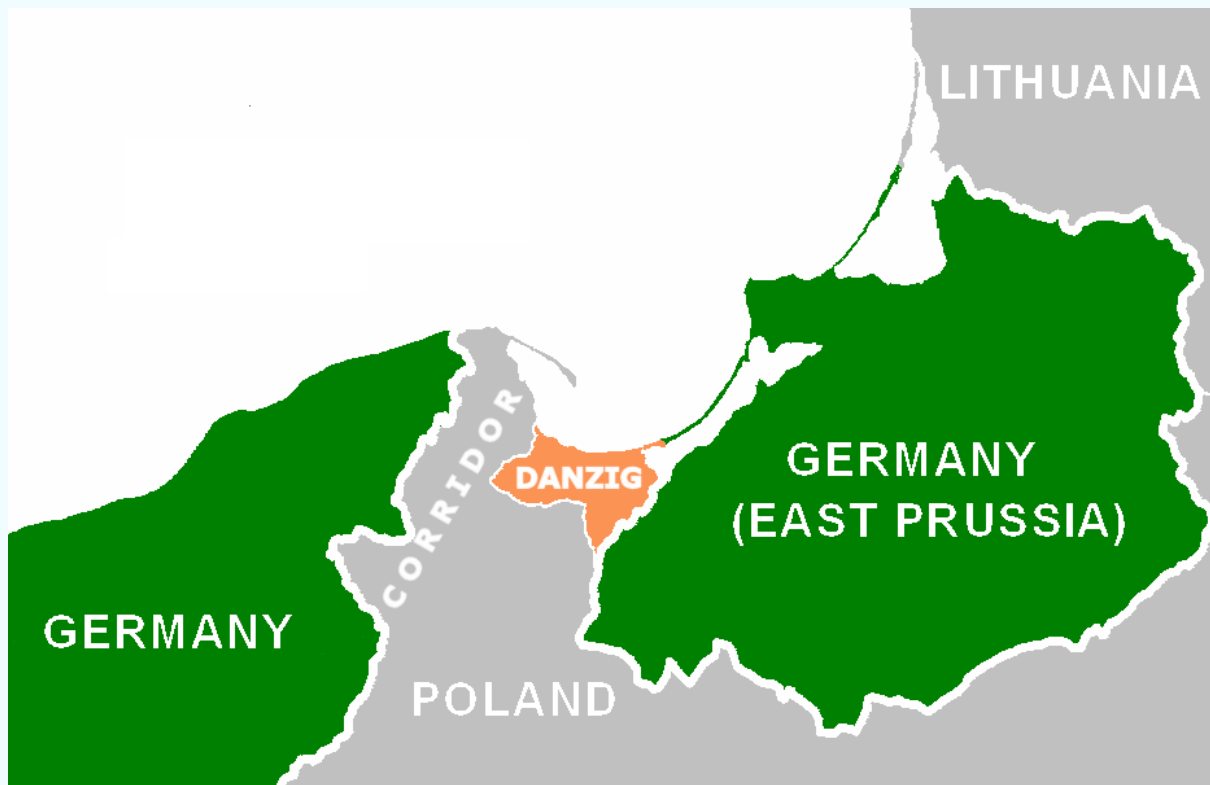 LITHUANIA
CORRIDOR
DANZIG
GERMANY
(EAST PRUSSIA)
GERMANY
POLAND